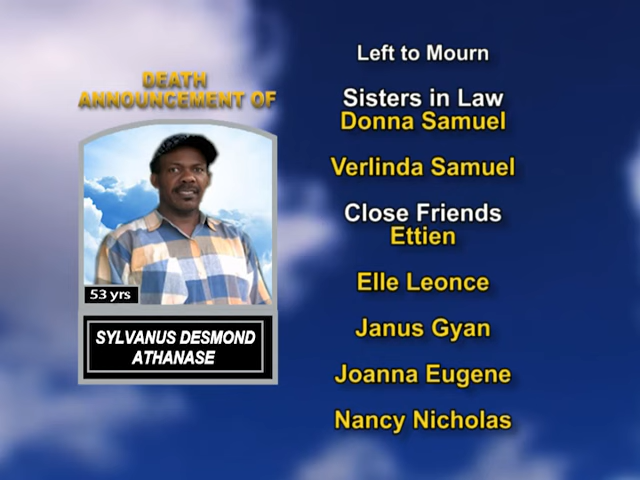 DEATH
ANNOUNCEMENT OF
53 yrs
SYLVANUS DESMOND
ATHANASE
Left to Mourn
Sisters in Law
Donna Samuel
Verlinda Samuel
Close Friends
Ettien
Elle Leonce
Janus Gyan
Joanna Eugene
Nancy Nicholas